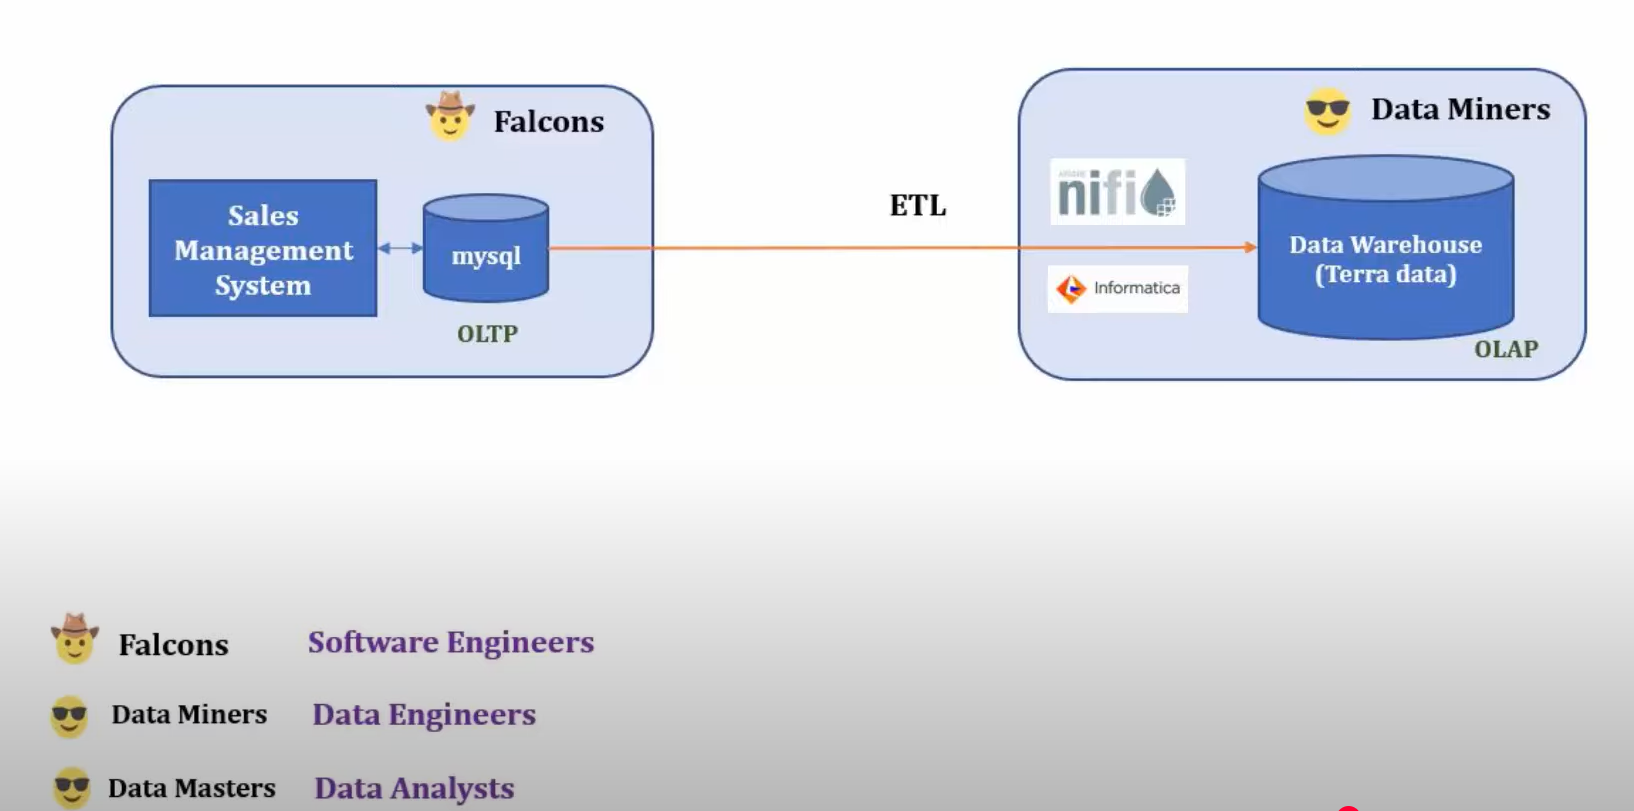 Falcons
Sales
Management
System
mysql
OLTP
ETL
Data Miners
nifi
Informatica
Data Warehouse
(Terra data)
OLAP
Falcons Software Engineers
Data Miners Data Engineers
Data Masters Data Analysts